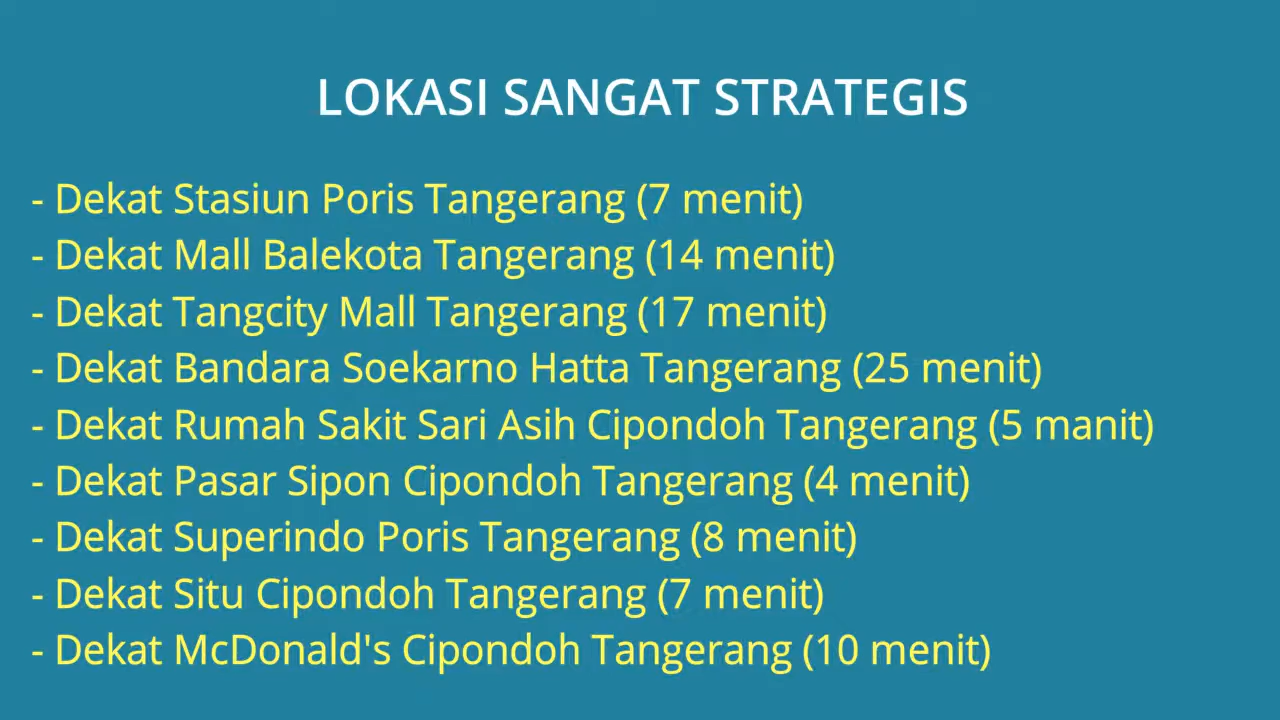 LOKASI SANGAT STRATEGIS
- Dekat Stasiun Poris Tangerang (7 menit)
- Dekat Mall Balekota Tangerang (14 menit)
- Dekat Tangcity Mall Tangerang (17 menit)
- Dekat Bandara Soekarno Hatta Tangerang (25 menit)
- Dekat Rumah Sakit Sari Asih Cipondoh Tangerang (5 manit)
- Dekat Pasar Sipon Cipondoh Tangerang (4 menit)
- Dekat Superindo Poris Tangerang (8 menit)
- Dekat Situ Cipondoh Tangerang (7 menit)
- Dekat McDonald's Cipondoh Tangerang (10 menit)